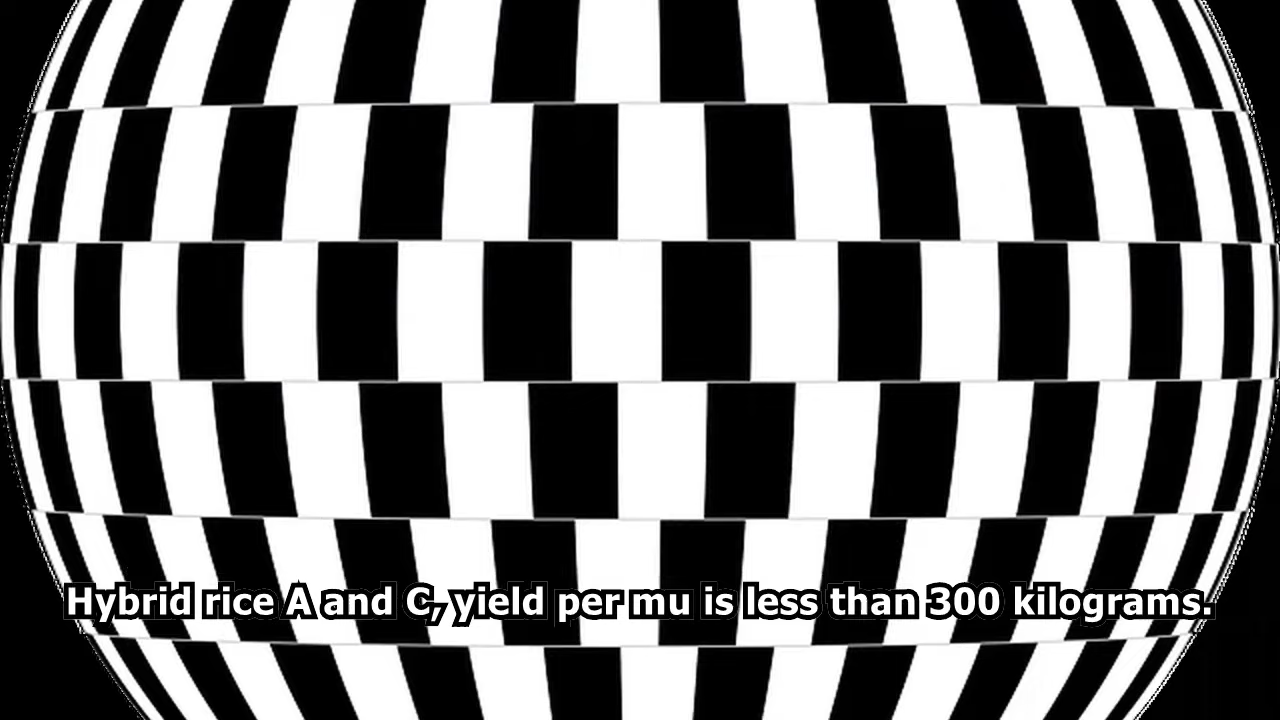 Hybrid rice A and C, yield per mu is less than 300 kilograms.